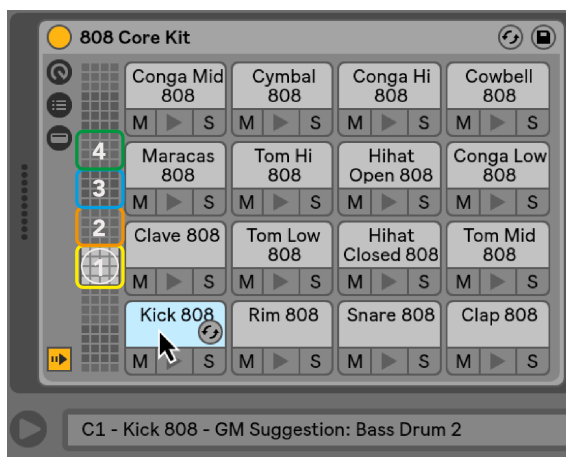 808 Core Kit
Conga Mid
808
Cymbal
808
Conga Hi
808
Cowbell
808
M S M S M S M S
4
Maracas
808
Tom Hi
808
Hihat
Open 808
Conga Low
808
3
M S M S M S M S
2
Clave 808
Tom Low
808
Hihat
Closed 808
Tom Mid
808
1
M S M S M S M S
Kick 808
Rim 808
Snare 808
Clap 808
M S M S M S M S
C1 - Kick 808 - GM Suggestion: Bass Drum 2